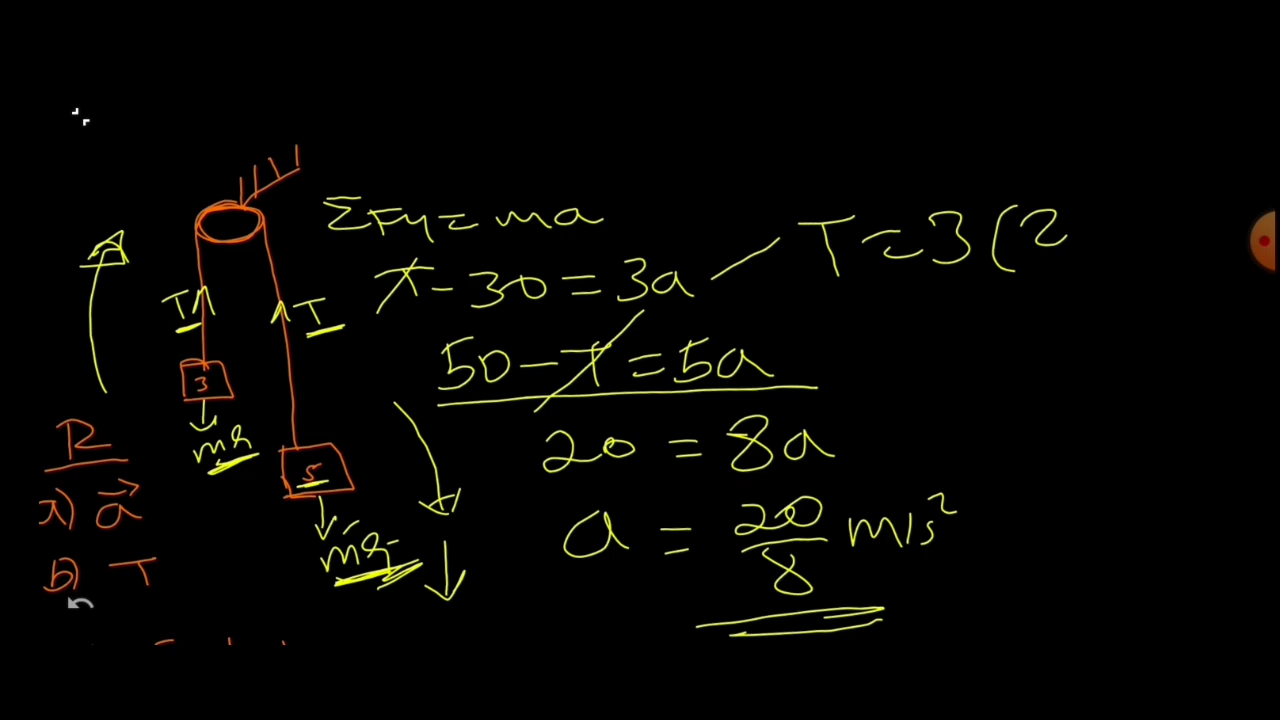 ΣFy = ma
T - 30 = 3a
T = 3(2
50 - T = 5a
20 = 8a
a = 20/8 m/s²
T
T
3
mg
5
mg
R
a) a⃗
b) T